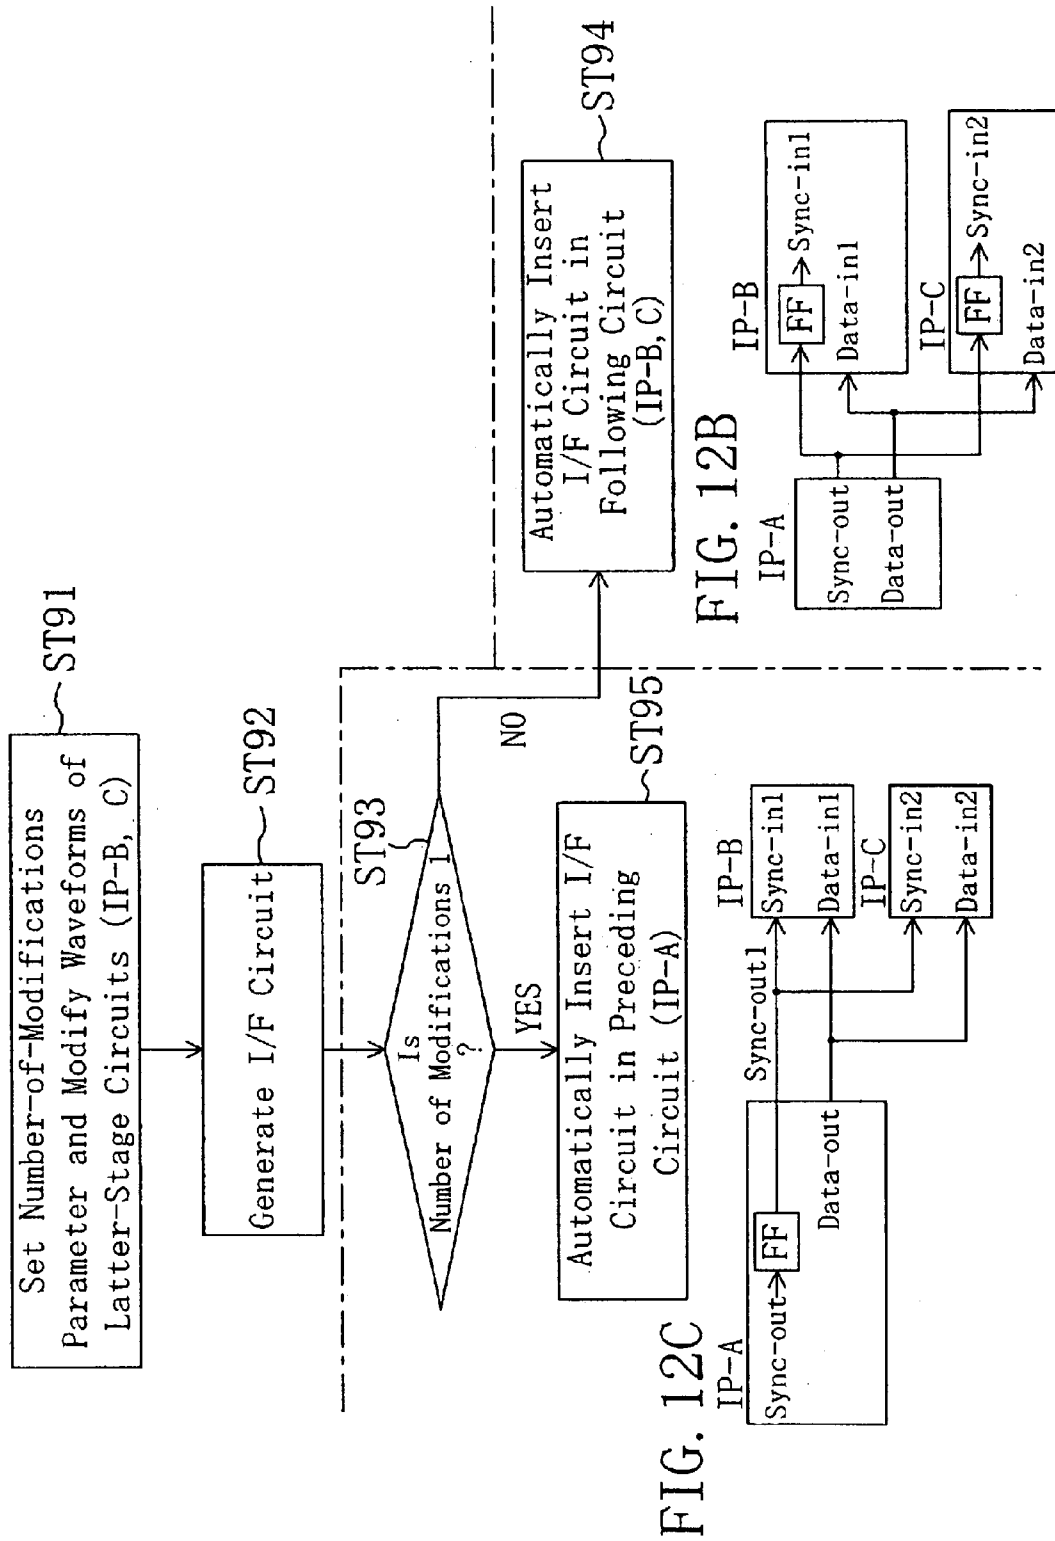 Set Number-of-Modifications
Parameter and Modify Waveforms of
Latter-Stage Circuits (IP-B, C)
ST91
Generate I/F Circuit
ST92
ST93
Is
Number of Modifications 1
?
NO
YES
Automatically Insert I/F
Circuit in Preceding
Circuit (IP-A)
ST95
Automatically Insert
I/F Circuit in
Following Circuit
(IP-B, C)
ST94
FIG. 12C
IP-A
Sync-out
FF
Data-out
Sync-out1
IP-B
Sync-in1
Data-in1
IP-C
Sync-in2
Data-in2
FIG. 12B
IP-A
Sync-out
Data-out
IP-B
FF
Sync-in1
Data-in1
IP-C
FF
Sync-in2
Data-in2